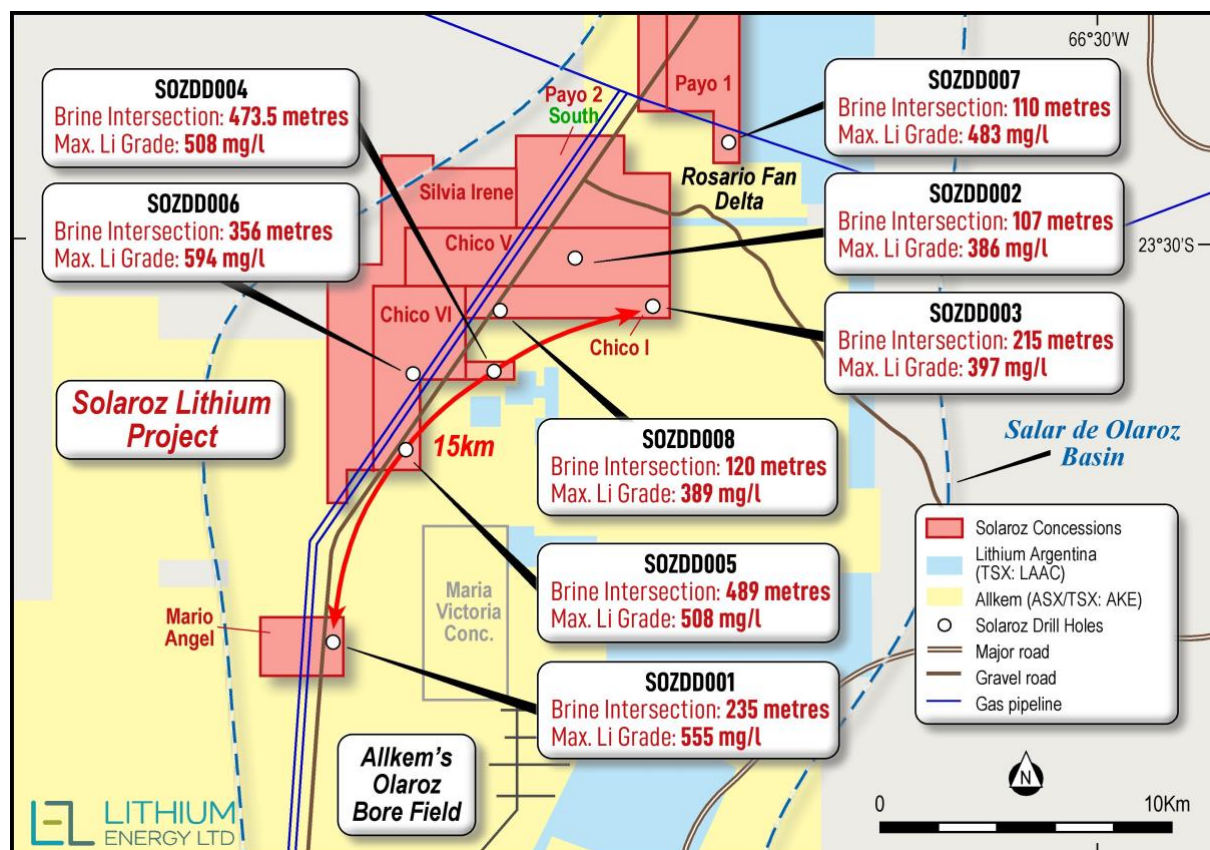 66°30'W
SOZDD004
Brine Intersection: 473.5 metres
Max. Li Grade: 508 mg/l
SOZDD007
Brine Intersection: 110 metres
Max. Li Grade: 483 mg/l
Payo 1
Payo 2
South
Rosario Fan
Delta
Silvia Irene
SOZDD006
Brine Intersection: 356 metres
Max. Li Grade: 594 mg/l
SOZDD002
Brine Intersection: 107 metres
Max. Li Grade: 386 mg/l
23°30'S
Chico V
Chico VI
Chico I
SOZDD003
Brine Intersection: 215 metres
Max. Li Grade: 397 mg/l
Solaroz Lithium
Project
15km
SOZDD008
Brine Intersection: 120 metres
Max. Li Grade: 389 mg/l
Salar de Olaroz
Basin
SOZDD005
Brine Intersection: 489 metres
Max. Li Grade: 508 mg/l
Maria
Victoria
Conc.
Mario
Angel
SOZDD001
Brine Intersection: 235 metres
Max. Li Grade: 555 mg/l
Solaroz Concessions
Lithium Argentina
(TSX: LAAC)
Allkem (ASX/TSX: AKE)
Solaroz Drill Holes
Major road
Gravel road
Gas pipeline
Allkem's
Olaroz
Bore Field
N
0 10Km
LEL LITHIUM
ENERGY LTD